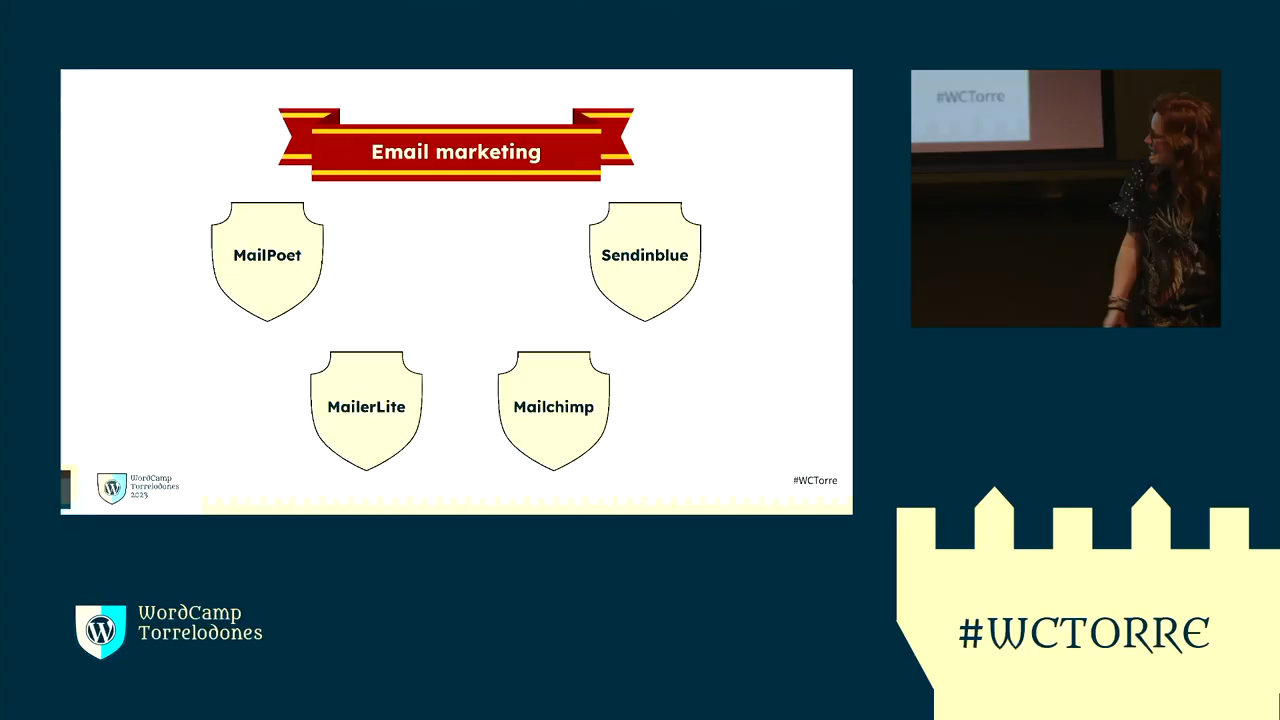 Email marketing
MailPoet
Sendinblue
MailerLite
Mailchimp
WordCamp
Torrelodones
2023
#WCTorre
#WCTorre
WordCamp
Torrelodones
#WCTORRE